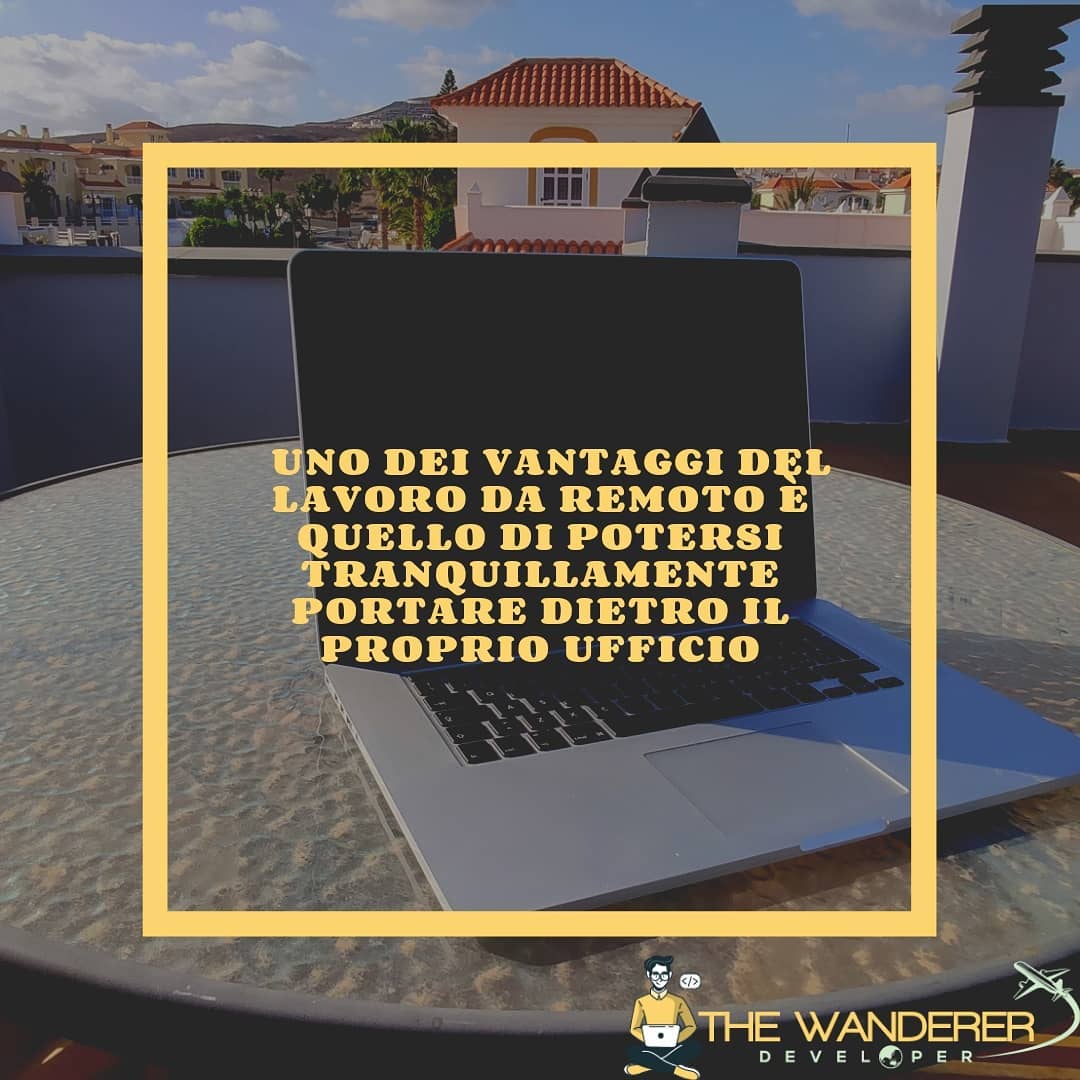 UNO DEI VANTAGGI DEL
LAVORO DA REMOTO È
QUELLO DI POTERSI
TRANQUILLAMENTE
PORTARE DIETRO IL
PROPRIO UFFICIO
</>
THE WANDERER
DEVELOPER